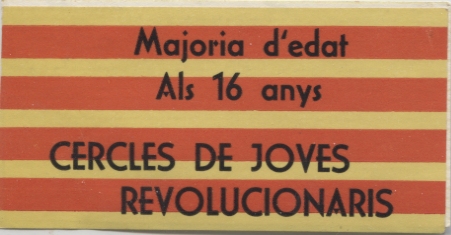 Majoria d'edat
Als 16 anys
CERCLES DE JOVES
REVOLUCIONARIS